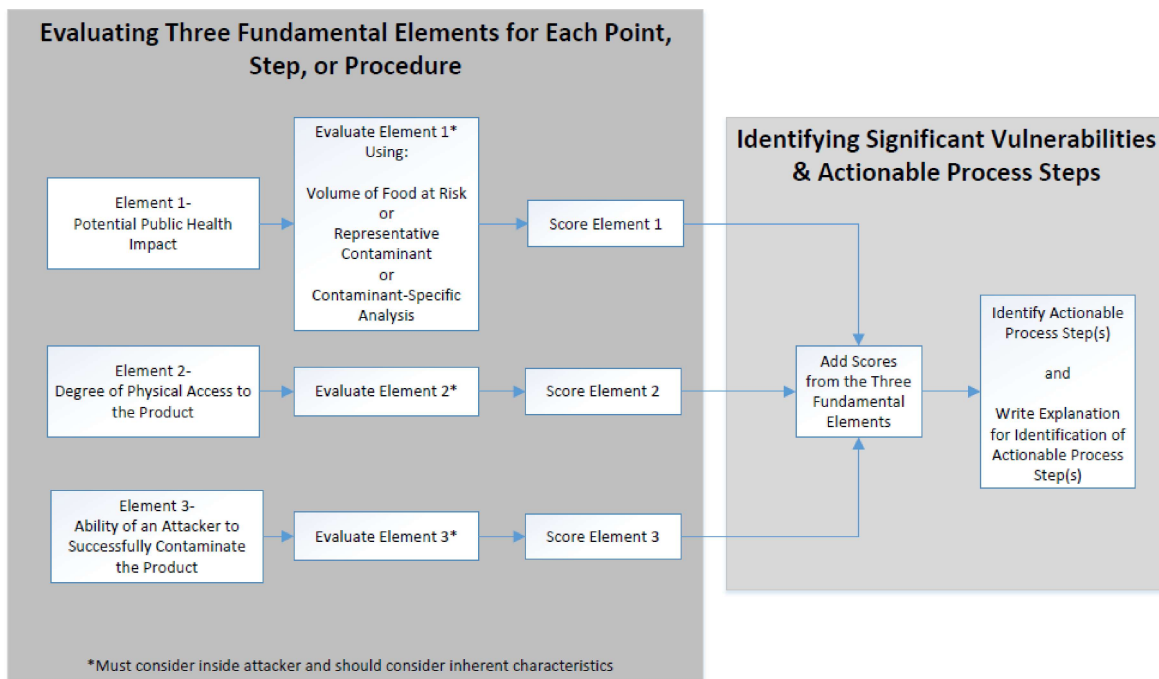 Evaluating Three Fundamental Elements for Each Point,
Step, or Procedure
Element 1-
Potential Public Health
Impact
Evaluate Element 1*
Using:
Volume of Food at Risk
or
Representative
Contaminant
or
Contaminant-Specific
Analysis
Score Element 1
Element 2-
Degree of Physical Access to
the Product
Evaluate Element 2*
Score Element 2
Element 3-
Ability of an Attacker to
Successfully Contaminate
the Product
Evaluate Element 3*
Score Element 3
*Must consider inside attacker and should consider inherent characteristics
Identifying Significant Vulnerabilities
& Actionable Process Steps
Add Scores
from the Three
Fundamental
Elements
Identify Actionable
Process Step(s)
and
Write Explanation
for Identification of
Actionable Process
Step(s)